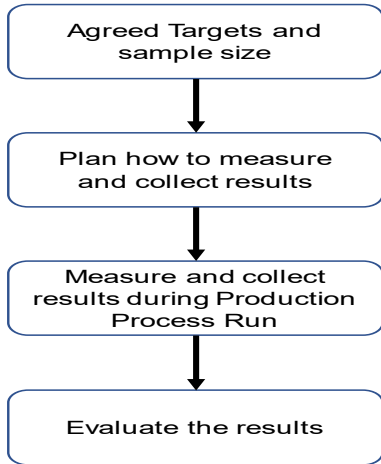 Agreed Targets and
sample size
Plan how to measure
and collect results
Measure and collect
results during Production
Process Run
Evaluate the results